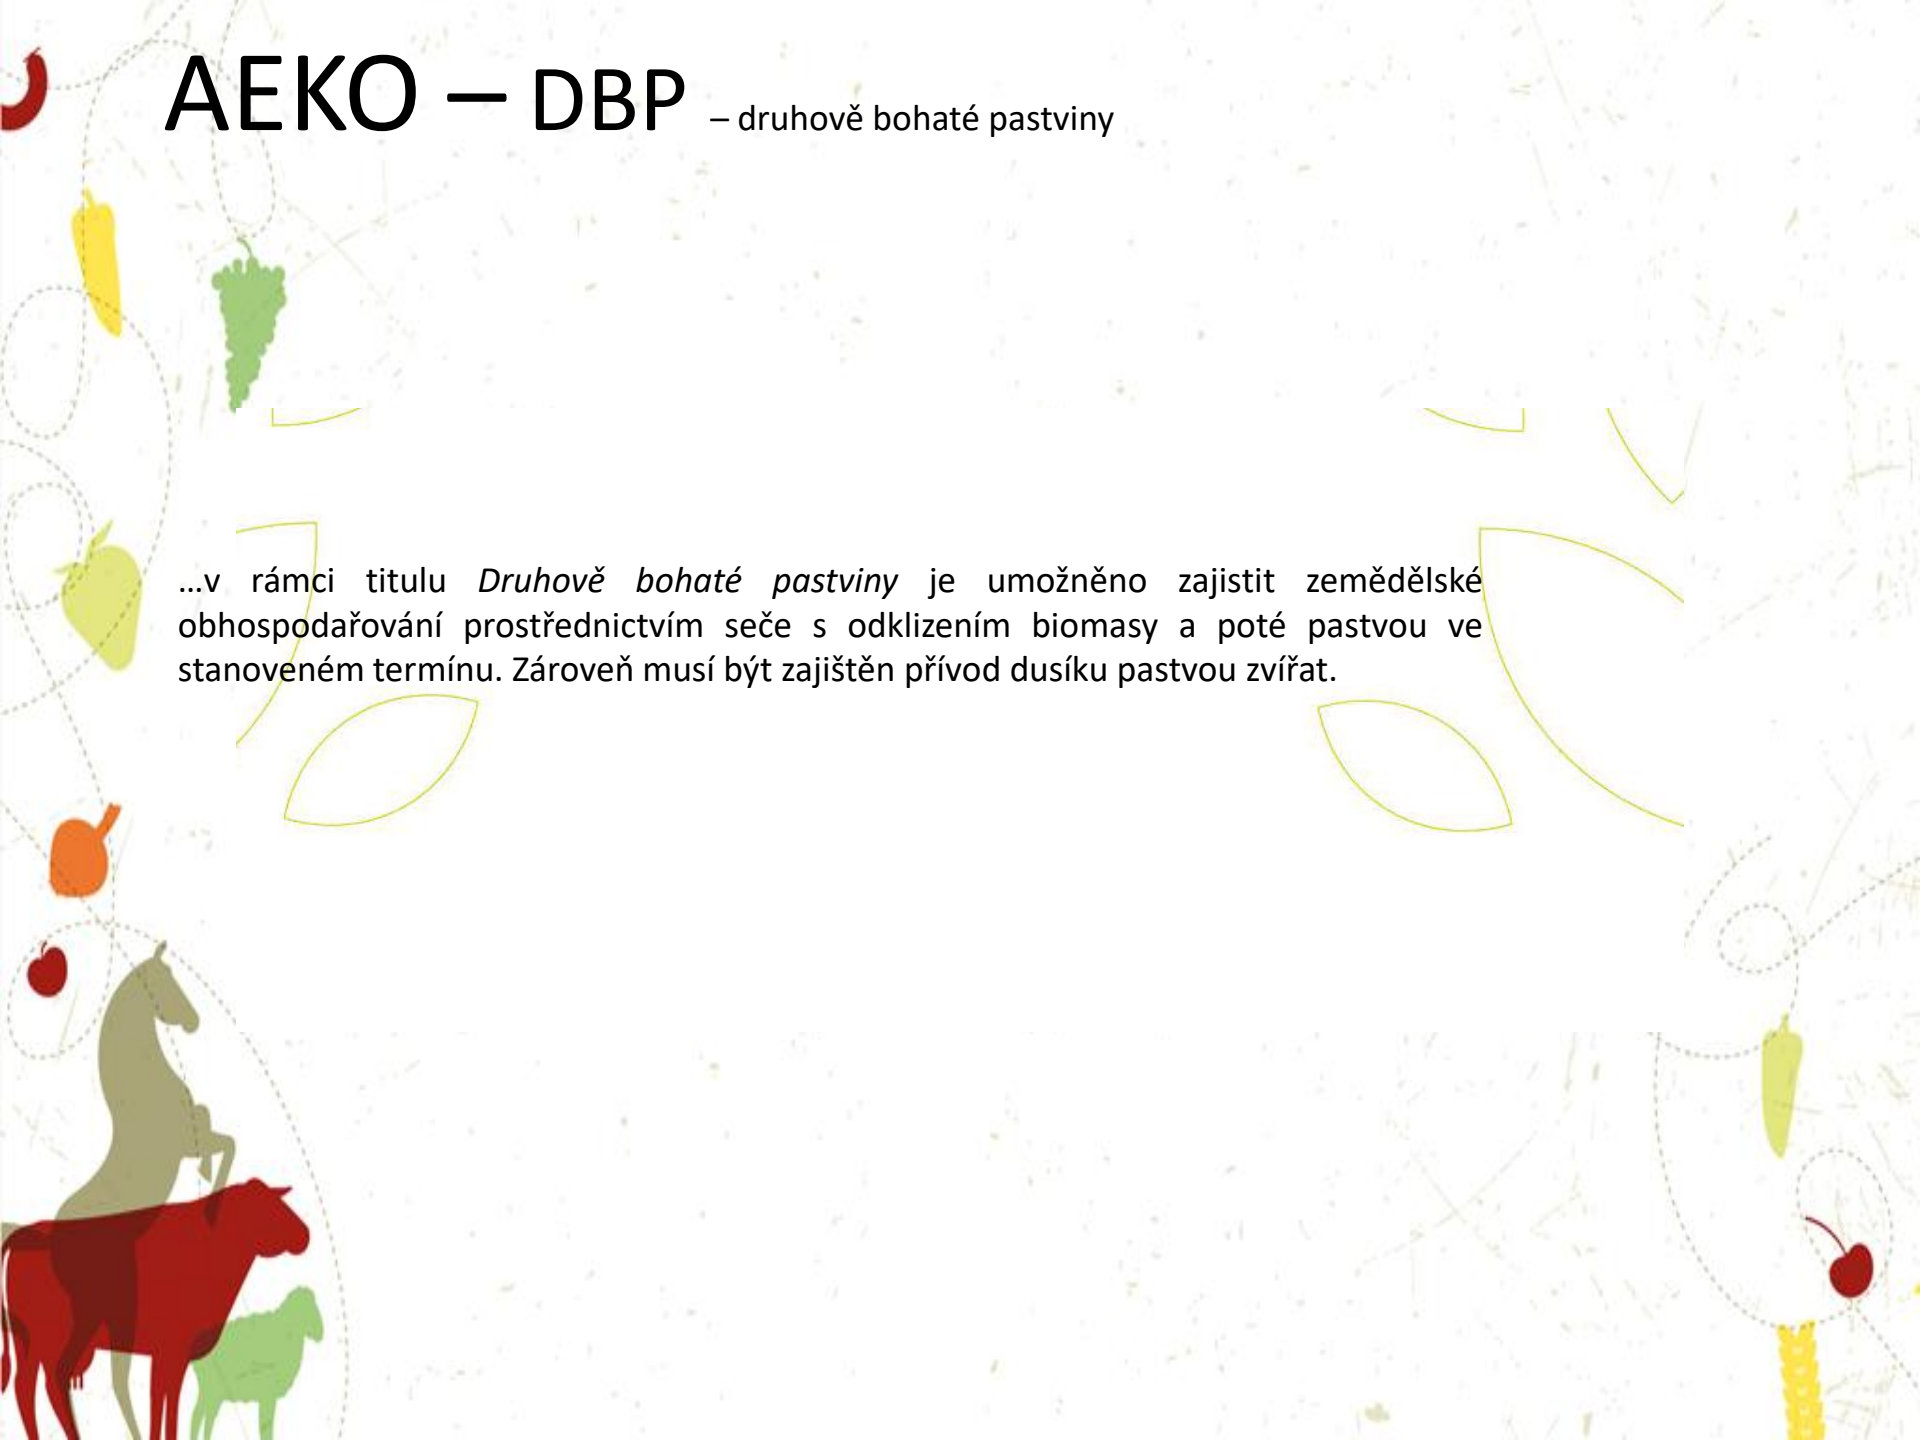 AEKO – DBP – druhově bohaté pastviny
…v rámci titulu Druhově bohaté pastviny je umožněno zajistit zemědělské
obhospodařování prostřednictvím seče s odklizením biomasy a poté pastvou ve
stanoveném termínu. Zároveň musí být zajištěn přívod dusíku pastvou zvířat.